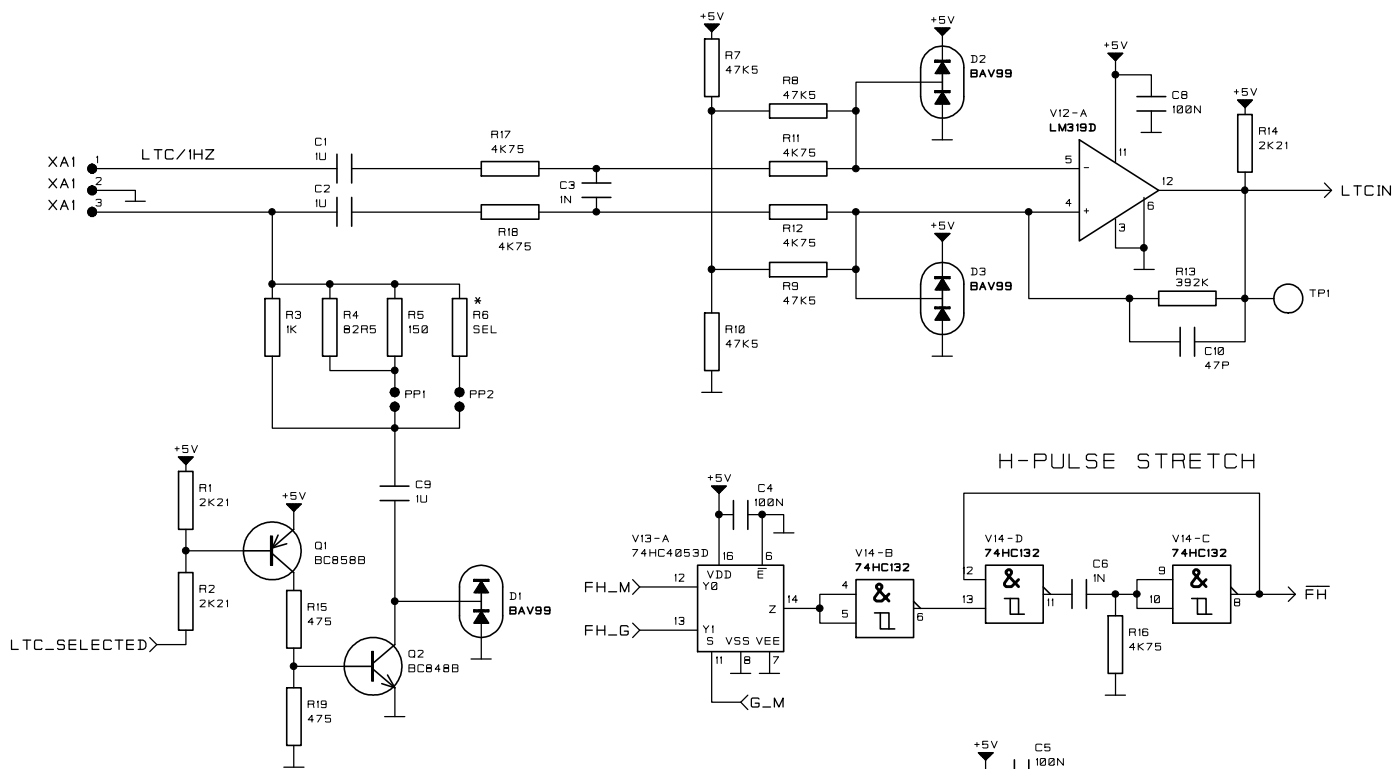 +5V
R7
47K5
+5V
D2
BAV99
R8
47K5
+5V
C8
100N
V12-A
LM319D
+5V
R14
2K21
XA1 1
LTC/1HZ
C1
1U
R17
4K75
R11
4K75
5
-
11
12
LTCIN
XA1 2
XA1 3
C2
1U
R18
4K75
C3
1N
R12
4K75
4
+
3
6
R9
47K5
+5V
D3
BAV99
R13
392K
TP1
C10
47P
R3
1K
R4
82R5
R5
150
*
R6
SEL
R10
47K5
PP1
PP2
+5V
R1
2K21
+5V
C9
1U
Q1
BC858B
R2
2K21
LTC_SELECTED
R15
475
D1
BAV99
Q2
BC848B
R19
475
H-PULSE STRETCH
+5V
C4
100N
V13-A
74HC4053D
16
6
VDD
E
FH_M
12
Y0
Z
14
FH_G
13
Y1
S
VSS
VEE
11
8
7
G_M
V14-B
74HC132
4
5
&
6
V14-D
74HC132
12
13
&
11
C6
1N
R16
4K75
V14-C
74HC132
9
10
&
8
FH
+5V
C5
100N